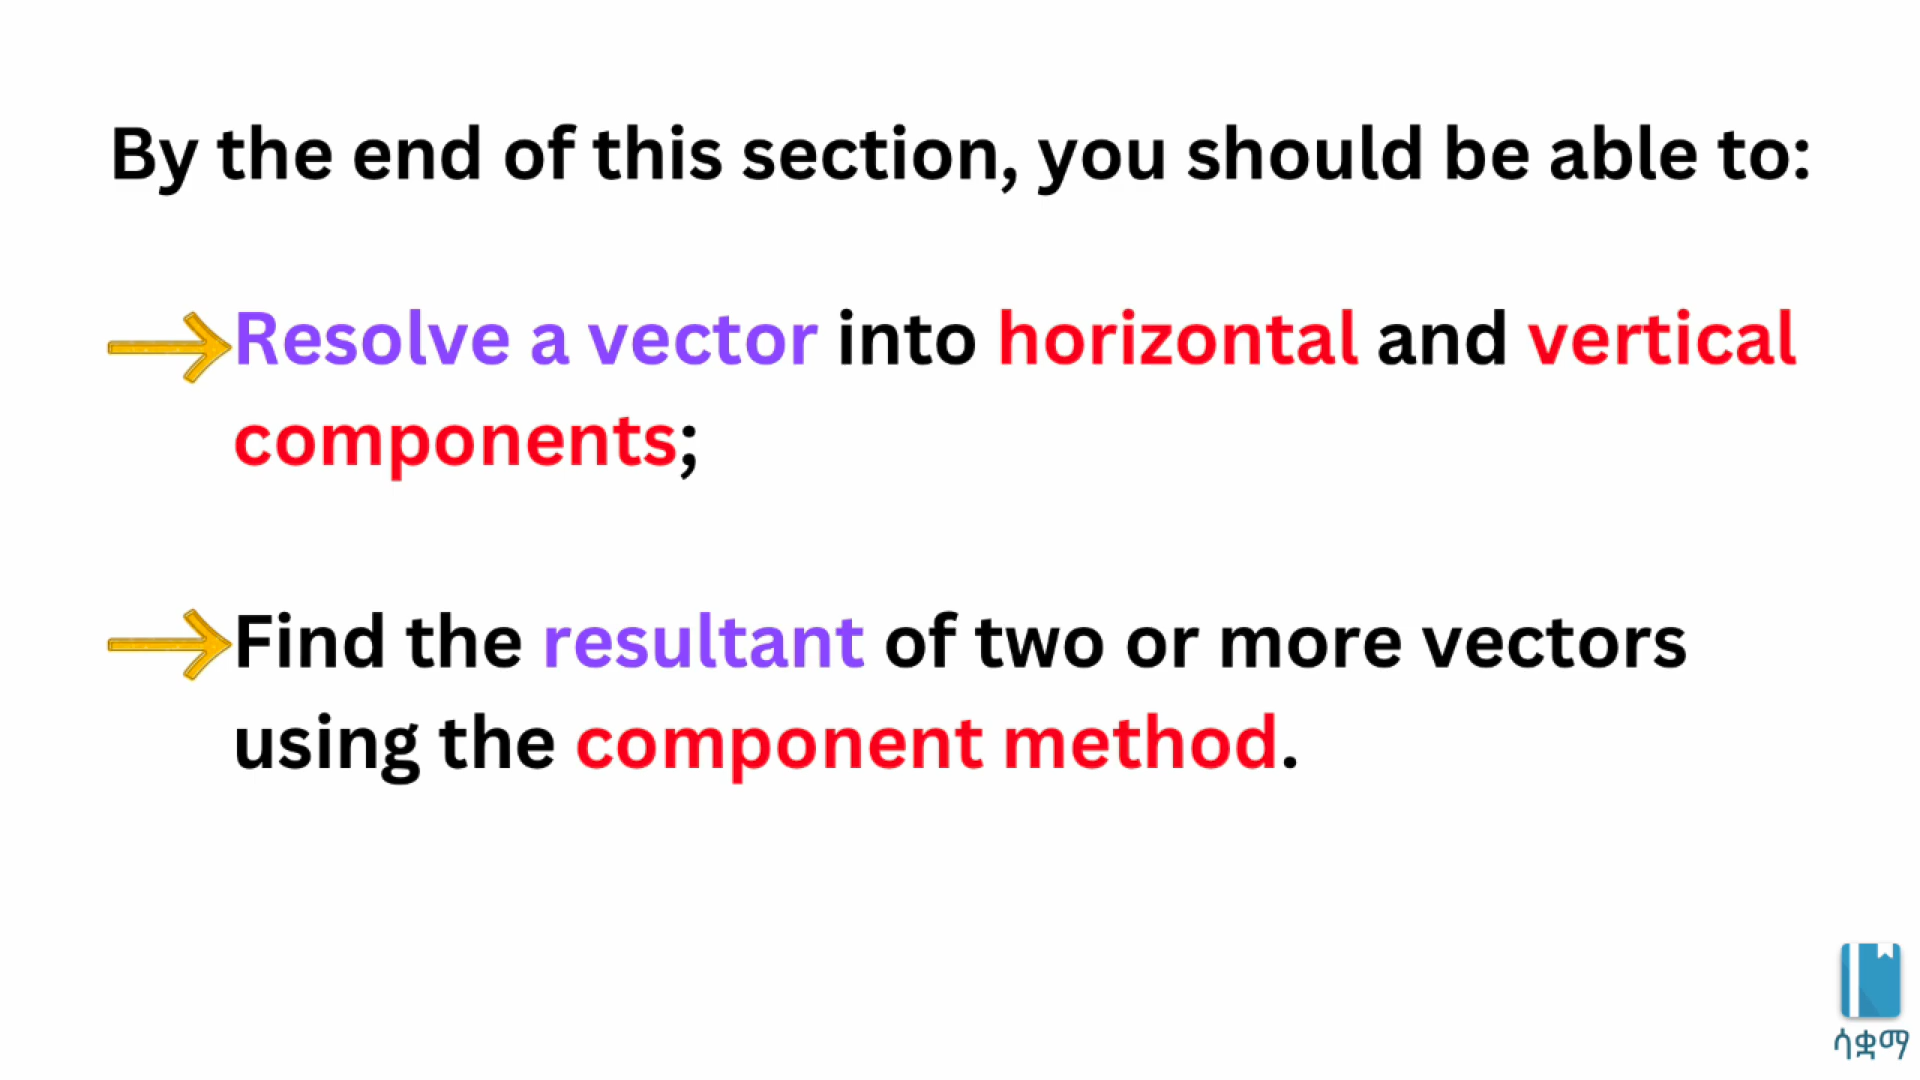 By the end of this section, you should be able to:
Resolve a vector into horizontal and vertical
components;
Find the resultant of two or more vectors
using the component method.
ሳቋማ